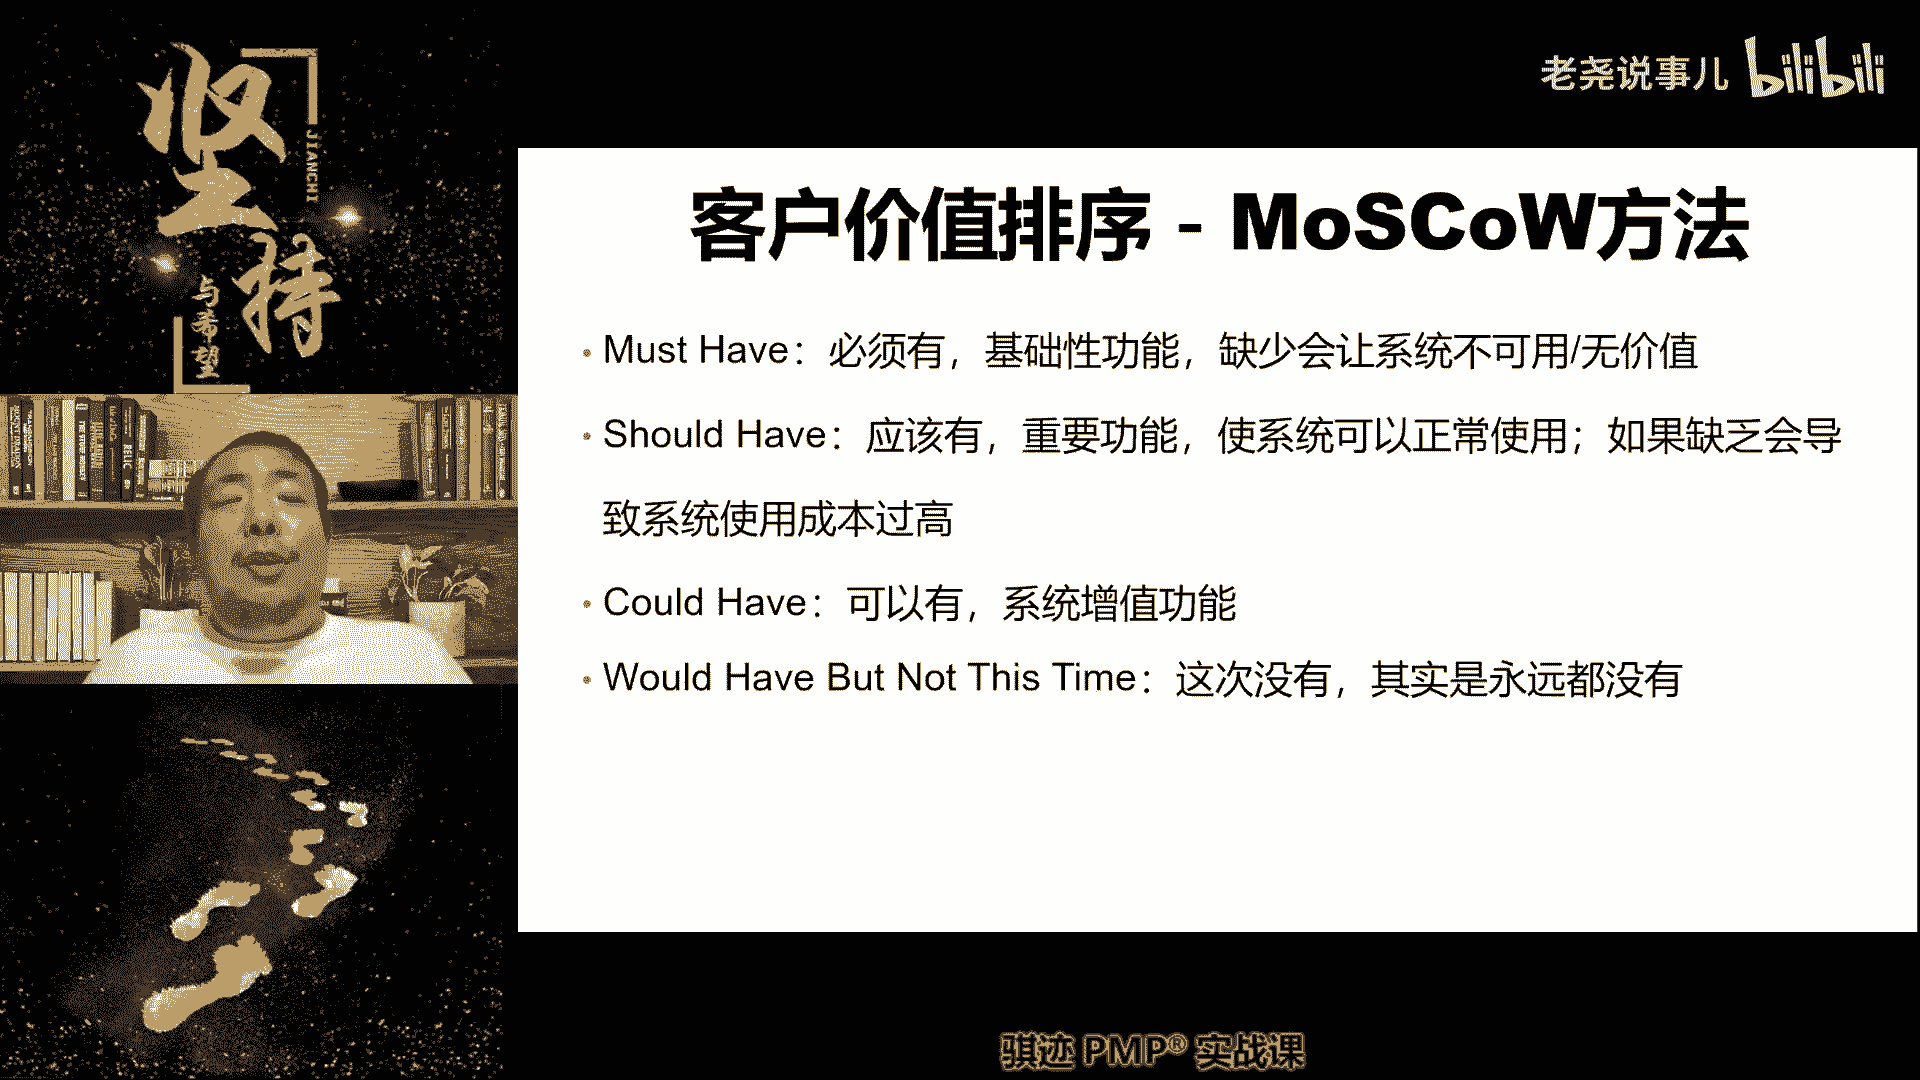 坚持
JIANCHI
与希望
老尧说事儿 bilibili
客户价值排序 - MoSCoW方法
• Must Have：必须有，基础性功能，缺少会让系统不可用/无价值
• Should Have：应该有，重要功能，使系统可以正常使用；如果缺乏会导
致系统使用成本过高
• Could Have：可以有，系统增值功能
• Would Have But Not This Time：这次没有，其实是永远都没有
骐迹 PMP® 实战课